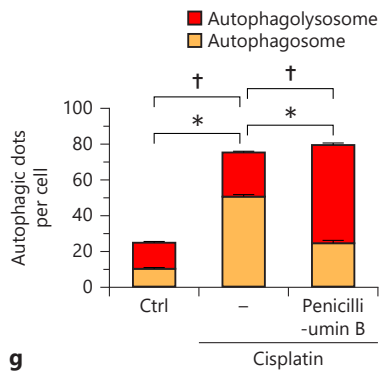 Autophagolysosome
Autophagosome
†
†
*
*
Autophagic dots
per cell
100
80
60
40
20
0
Ctrl
–
Penicilli
-umin B
Cisplatin
g